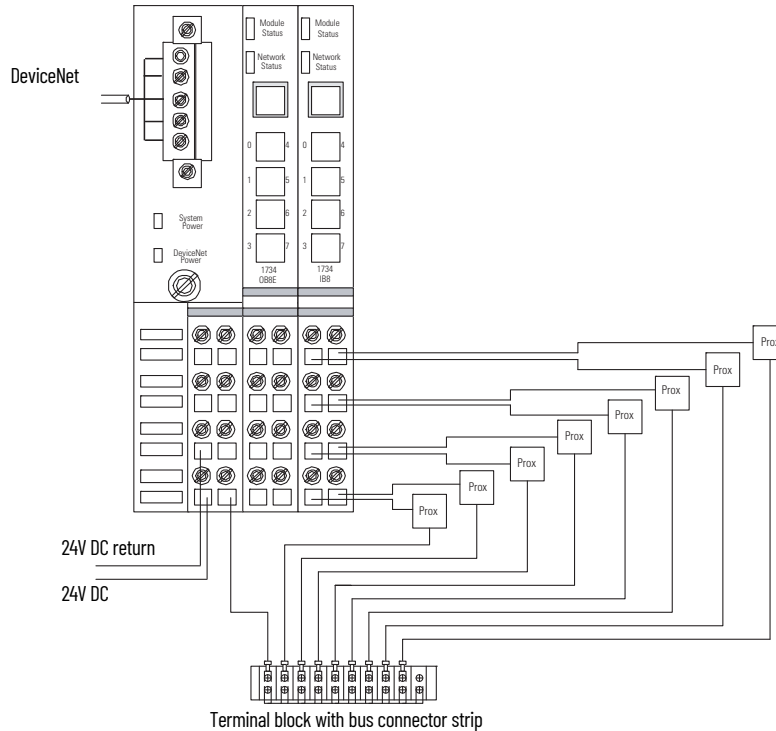 DeviceNet
Module
Status
Network
Status
Module
Status
Network
Status
0 4
1 5
2 6
3 7
0 4
1 5
2 6
3 7
System
Power
DeviceNet
Power
1734
OB8E
1734
IB8
Prox
Prox
Prox
Prox
Prox
Prox
Prox
Prox
24V DC return
24V DC
Terminal block with bus connector strip